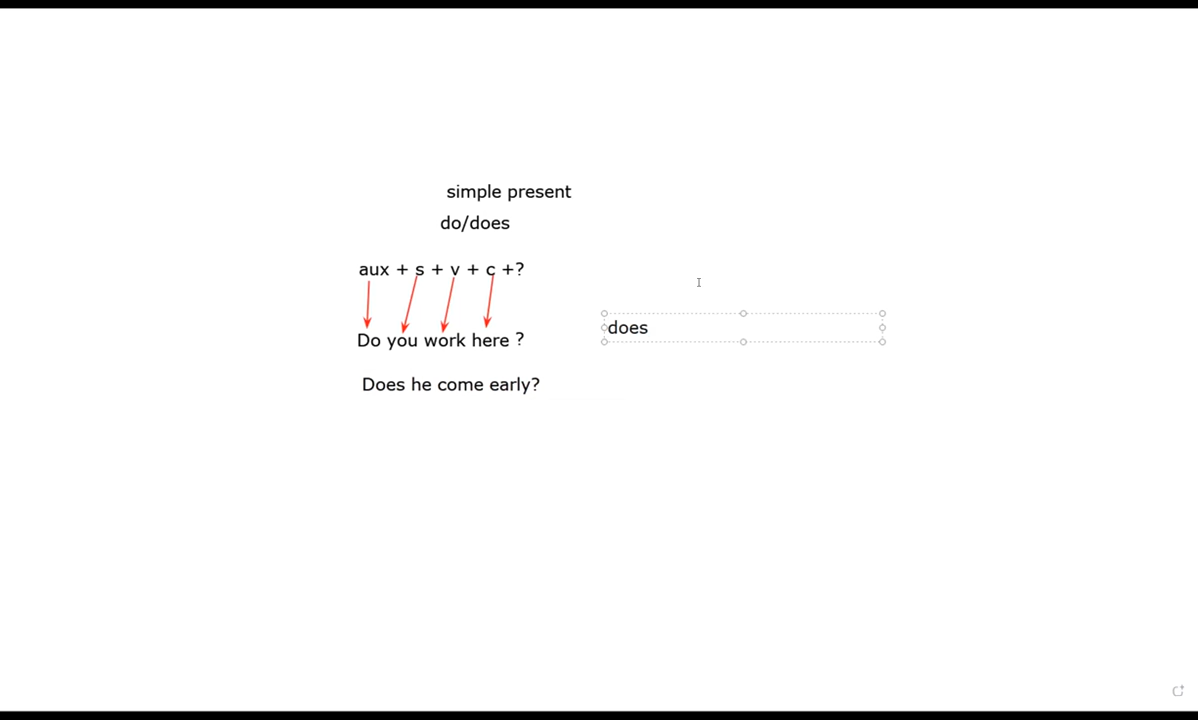 simple present
do/does
aux + s + v + c +?
Do you work here ?
does
Does he come early?